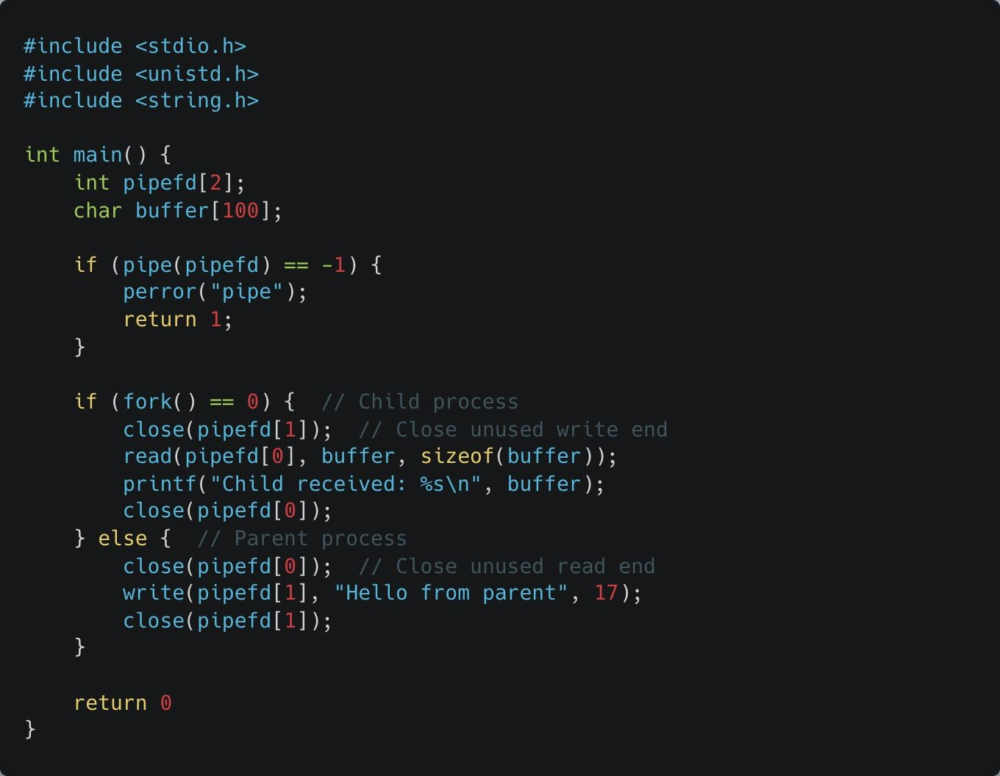 #include <stdio.h>
#include <unistd.h>
#include <string.h>

int main() {
    int pipefd[2];
    char buffer[100];

    if (pipe(pipefd) == -1) {
        perror("pipe");
        return 1;
    }

    if (fork() == 0) {  // Child process
        close(pipefd[1]);  // Close unused write end
        read(pipefd[0], buffer, sizeof(buffer));
        printf("Child received: %s\n", buffer);
        close(pipefd[0]);
    } else {  // Parent process
        close(pipefd[0]);  // Close unused read end
        write(pipefd[1], "Hello from parent", 17);
        close(pipefd[1]);
    }

    return 0
}